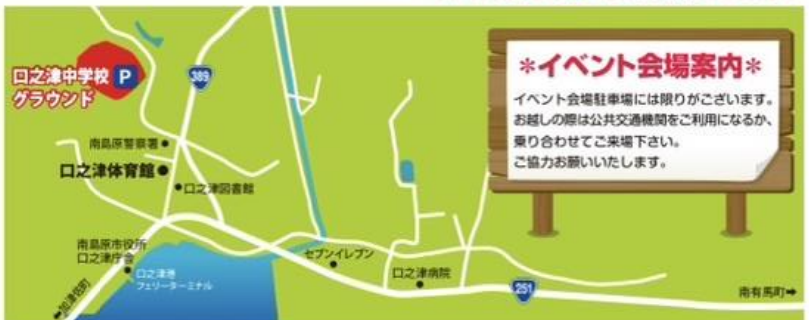 口之津中学校 P
グラウンド
389
南島原警察署
口之津体育館
口之津図書館
南島原市役所
口之津庁舎
口之津港
フェリーターミナル
←加津佐町
セブンイレブン
口之津病院
251
南有馬町→
*イベント会場案内*
イベント会場駐車場には限りがございます。
お越しの際は公共交通機関をご利用になるか、
乗り合わせてご来場下さい。
ご協力お願いいたします。